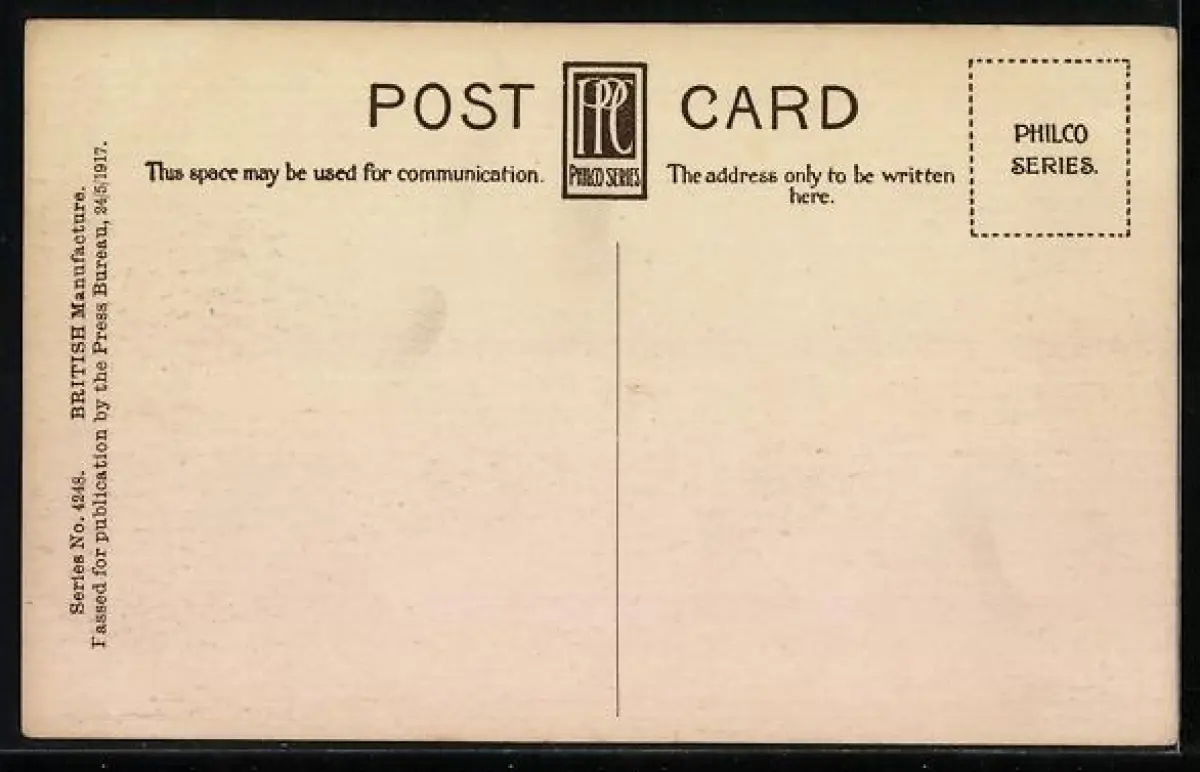 POST CARD
PPC
PHILCO SERIES
This space may be used for communication.
The address only to be written
here.
PHILCO
SERIES.
Series No. 4248. BRITISH Manufacture.
Passed for publication by the Press Bureau, 24/5/1917.